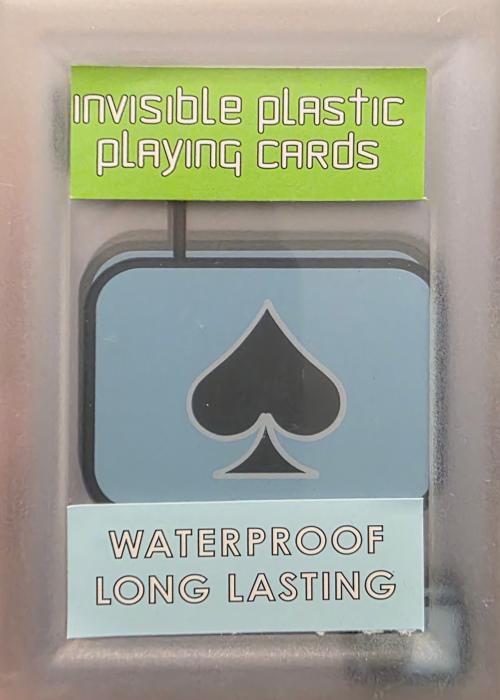 invisible plastic
playing cards
WATERPROOF
LONG LASTING